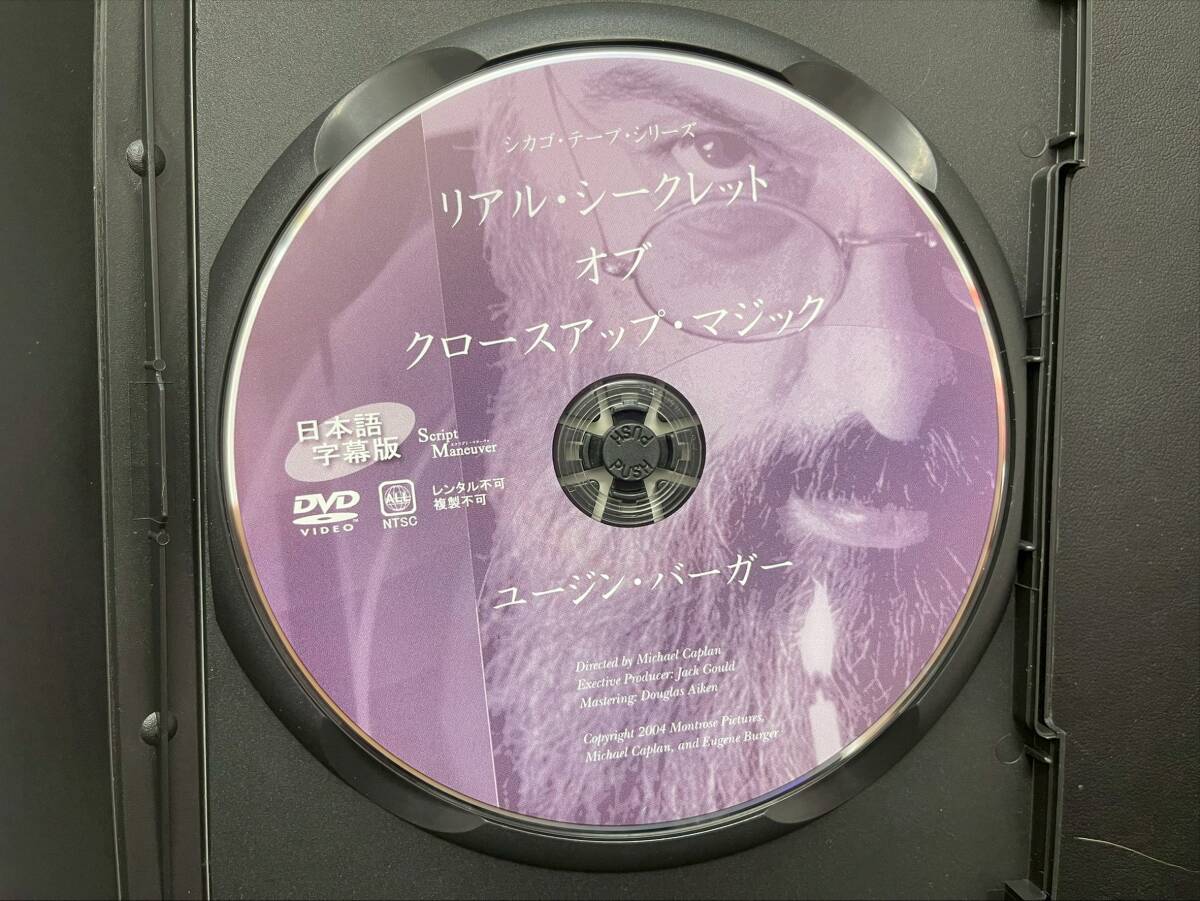 シカゴ・テープ・シリーズ
リアル・シークレット
オブ
クロースアップ・マジック
日本語
字幕版
Script
Maneuver
DVD
VIDEO
ALL
NTSC
レンタル不可
複製不可
PUSH
PUSH
ユージン・バーガー
Directed by Michael Caplan
Exective Producer: Jack Gould
Mastering: Douglas Aiken
Copyright 2004 Montrose Pictures,
Michael Caplan, and Eugene Burger